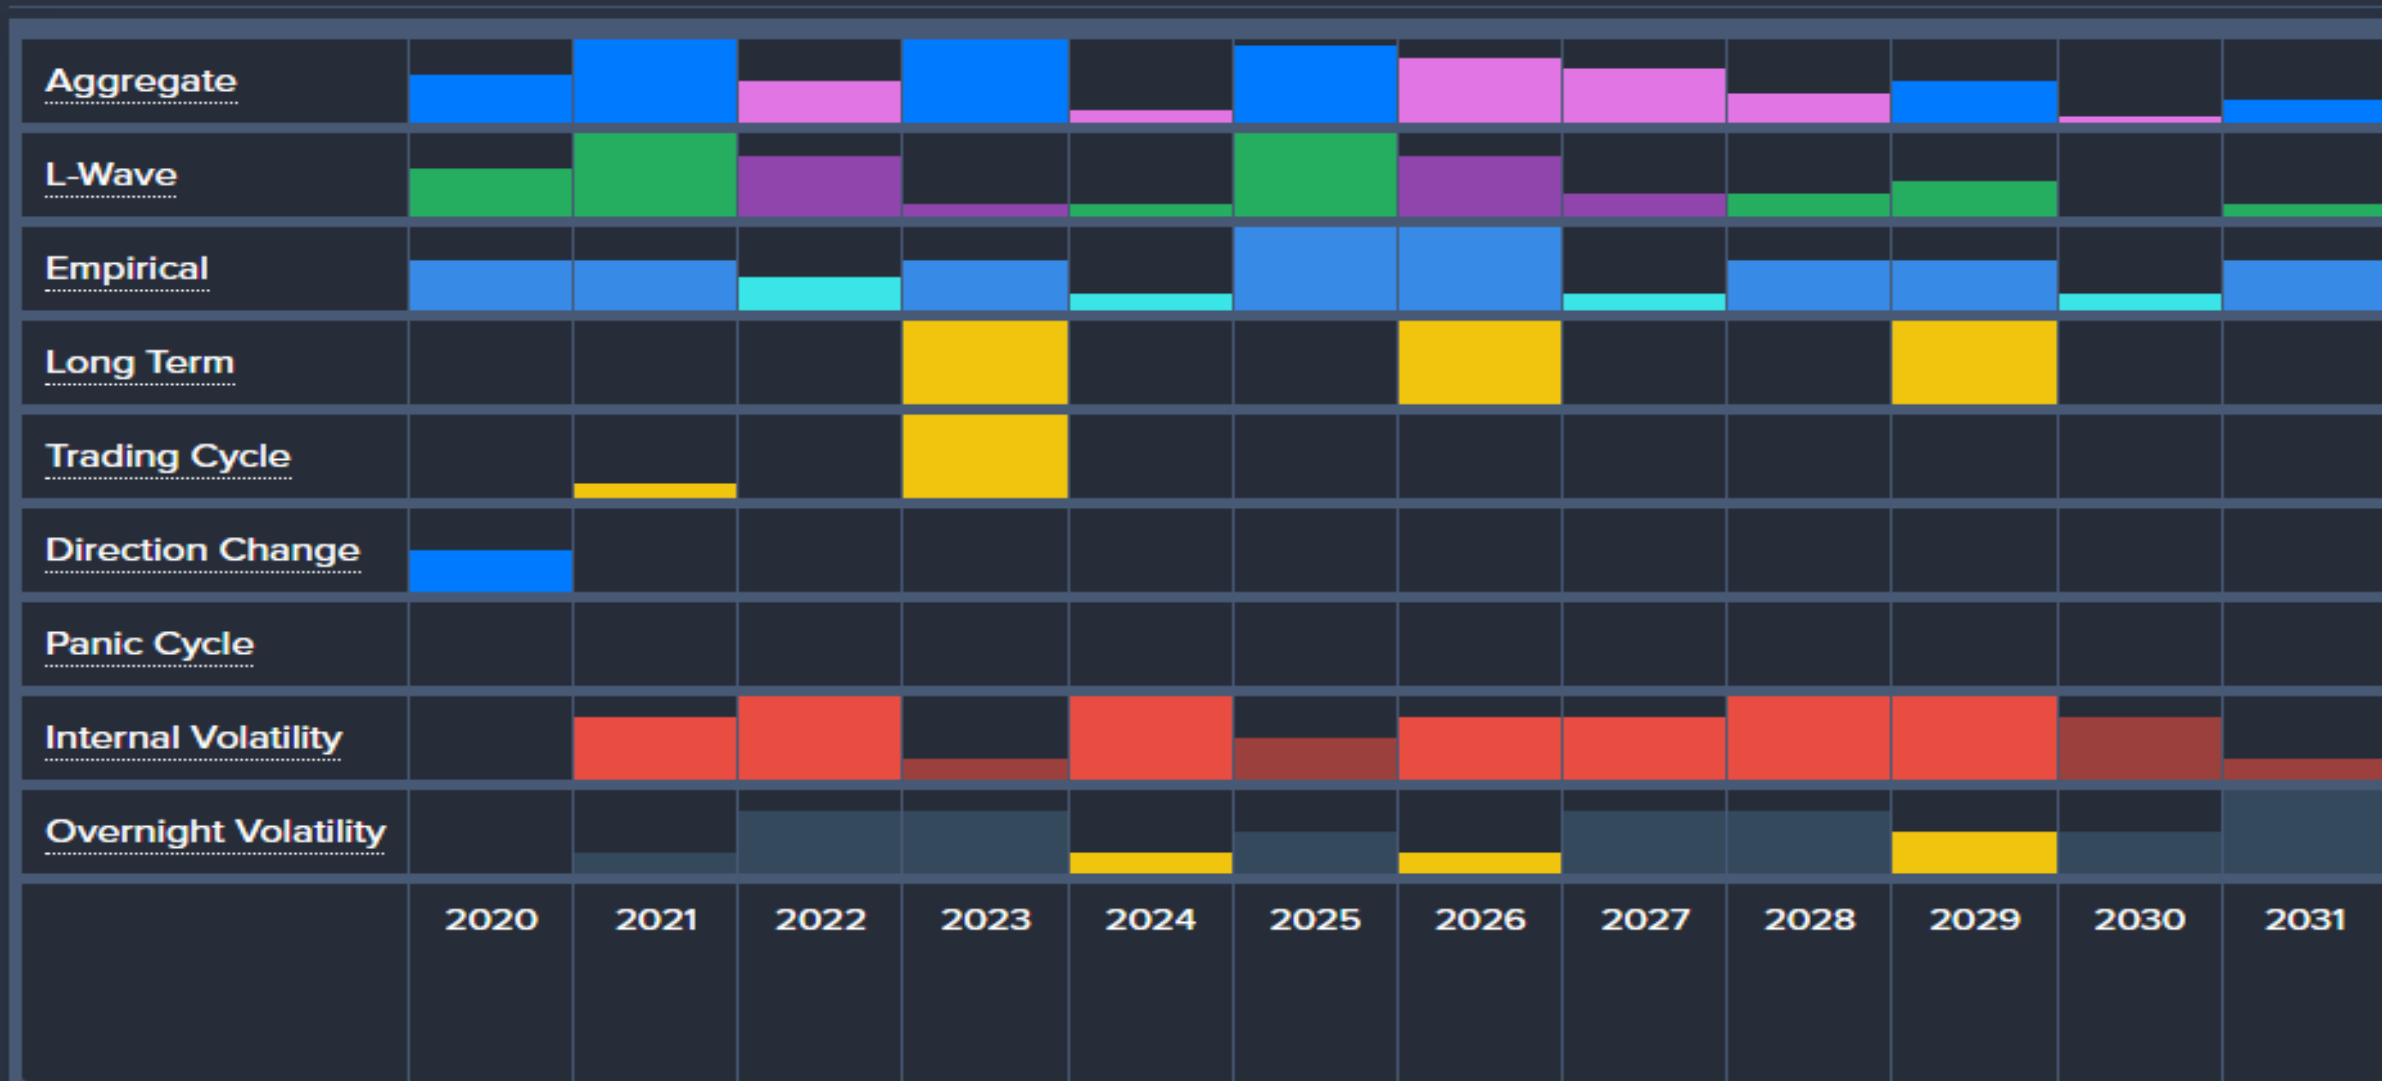 Aggregate
L-Wave
Empirical
Long Term
Trading Cycle
Direction Change
Panic Cycle
Internal Volatility
Overnight Volatility
2020 2021 2022 2023 2024 2025 2026 2027 2028 2029 2030 2031